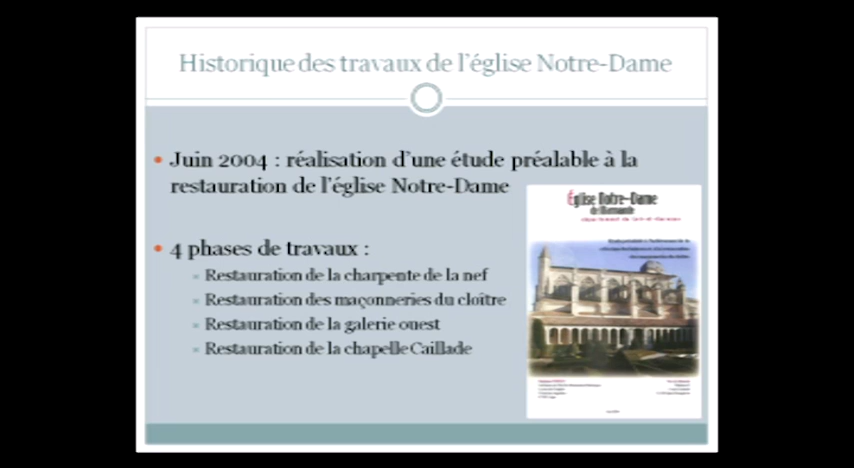 Historique des travaux de l'église Notre-Dame
• Juin 2004 : réalisation d'une étude préalable à la
restauration de l'église Notre-Dame
• 4 phases de travaux :
Restauration de la charpente de la nef
Restauration des maçonneries du cloître
Restauration de la galerie ouest
Restauration de la chapelle Caillade
Église Notre-Dame
de Marmande